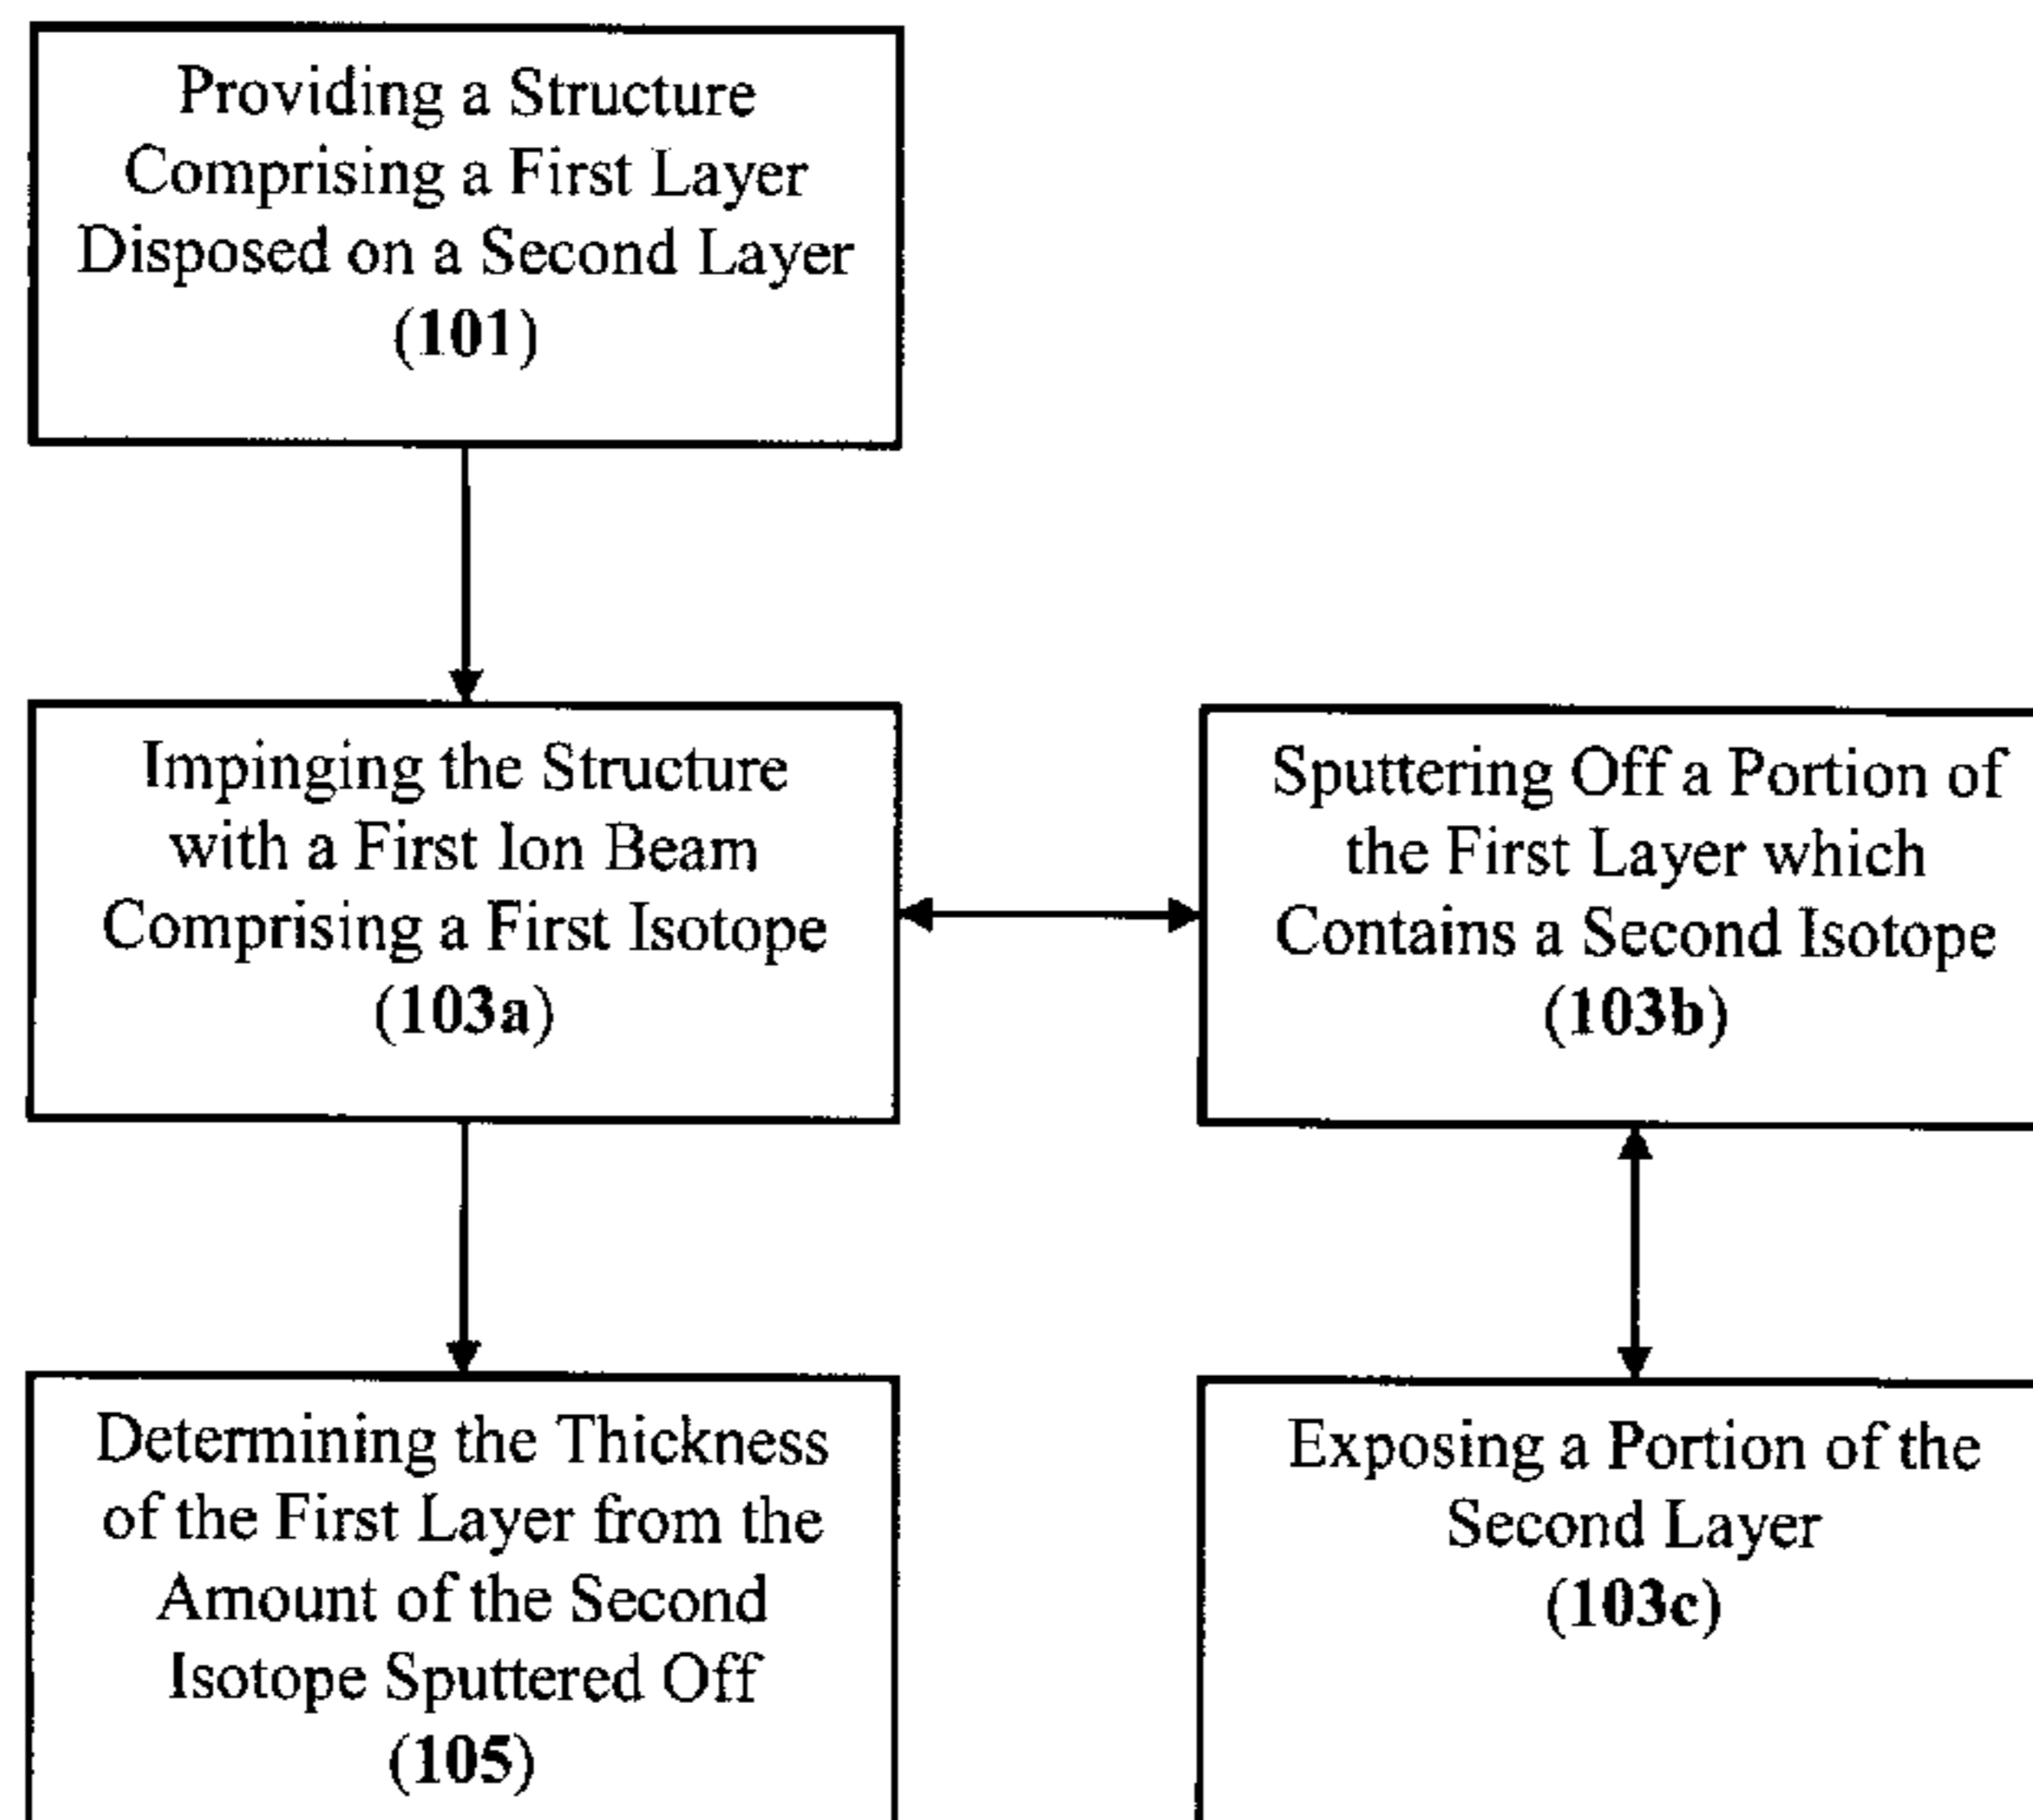 Providing a Structure
Comprising a First Layer
Disposed on a Second Layer
(101)
Impinging the Structure
with a First Ion Beam
Comprising a First Isotope
(103a)
Sputtering Off a Portion of
the First Layer which
Contains a Second Isotope
(103b)
Determining the Thickness
of the First Layer from the
Amount of the Second
Isotope Sputtered Off
(105)
Exposing a Portion of the
Second Layer
(103c)